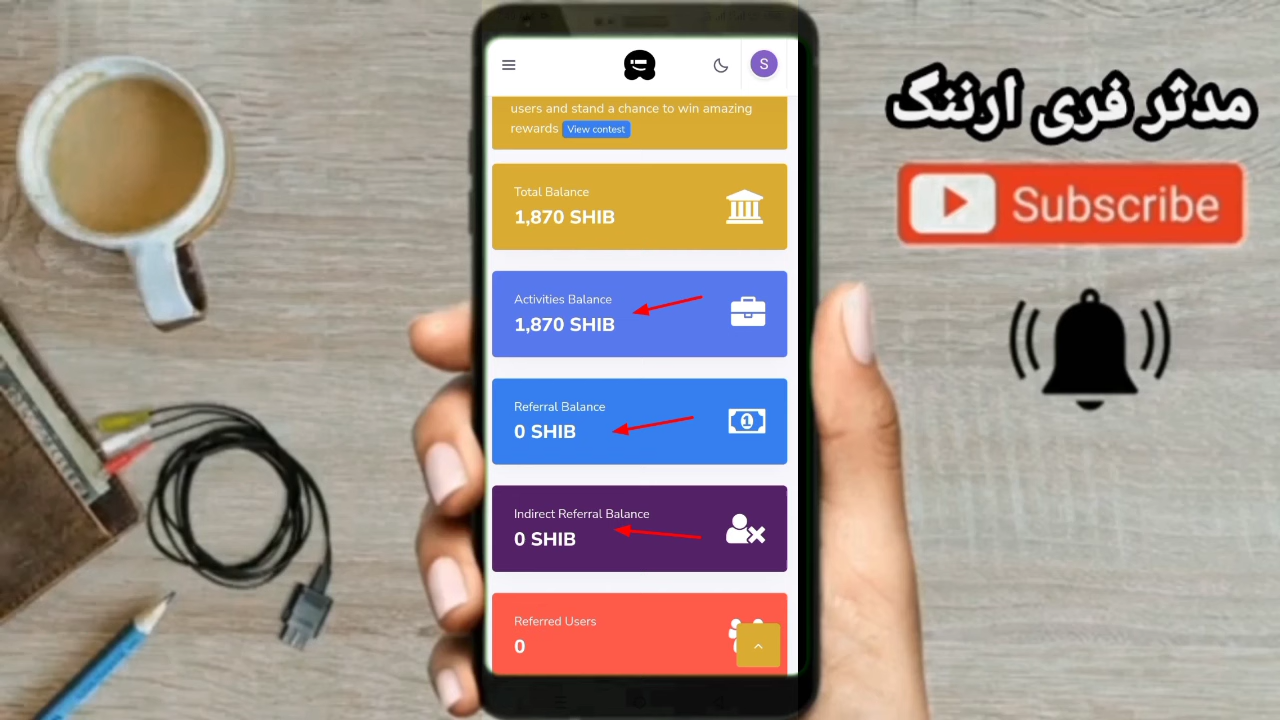 S
users and stand a chance to win amazing
rewards View contest
Total Balance
1,870 SHIB
Activities Balance
1,870 SHIB
Referral Balance
0 SHIB
1
Indirect Referral Balance
0 SHIB
Referred Users
0
مدثر فری ارننگ
Subscribe